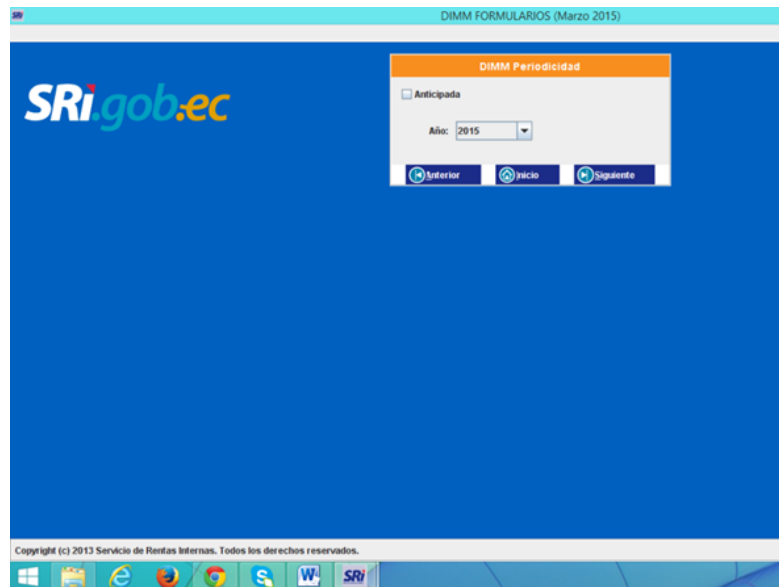 SRi
DIMM FORMULARIOS (Marzo 2015)
DIMM Periodicidad
SRi.gob.ec
Anticipada
Año: 2015
Anterior Inicio Siguiente
Copyright (c) 2013 Servicio de Rentas Internas. Todos los derechos reservados.
SRi